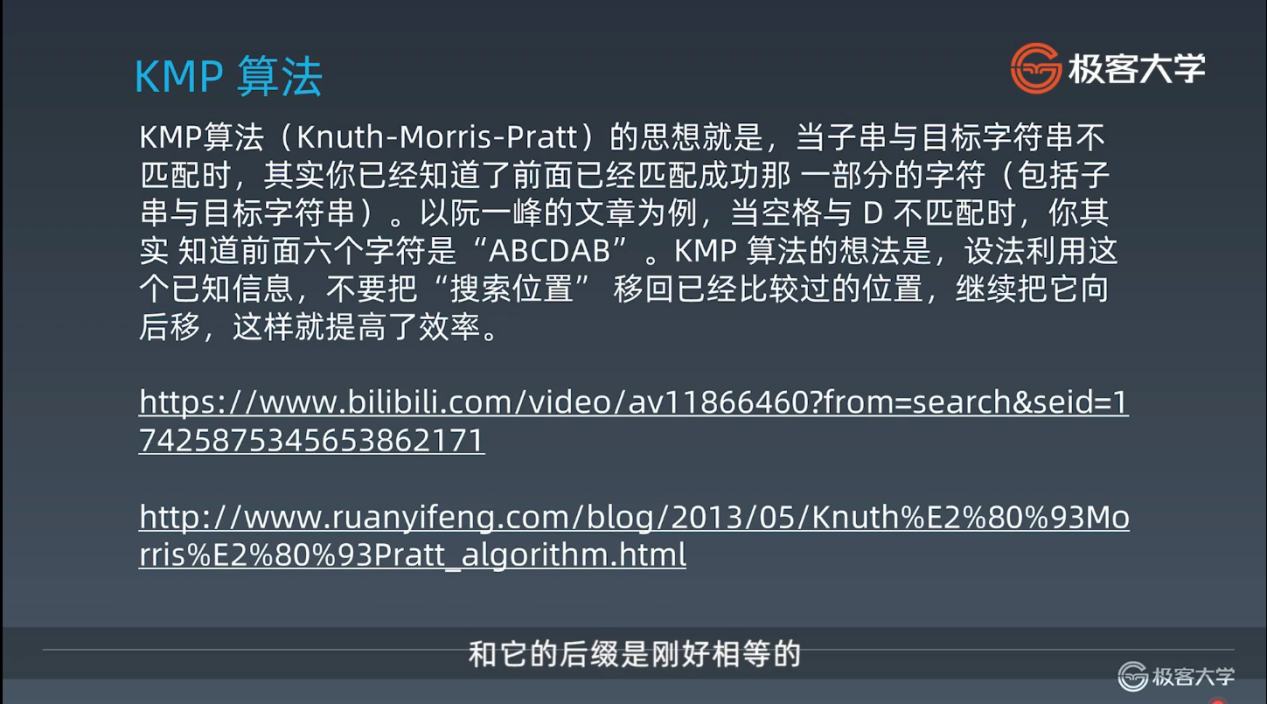 KMP 算法
极客大学
KMP算法（Knuth-Morris-Pratt）的思想就是，当子串与目标字符串不
匹配时，其实你已经知道了前面已经匹配成功那 一部分的字符（包括子
串与目标字符串）。以阮一峰的文章为例，当空格与 D 不匹配时，你其
实 知道前面六个字符是“ABCDAB”。KMP 算法的想法是，设法利用这
个已知信息，不要把“搜索位置” 移回已经比较过的位置，继续把它向
后移，这样就提高了效率。
https://www.bilibili.com/video/av11866460?from=search&seid=1
7425875345653862171
http://www.ruanyifeng.com/blog/2013/05/Knuth%E2%80%93Mo
rris%E2%80%93Pratt_algorithm.html
和它的后缀是刚好相等的
极客大学